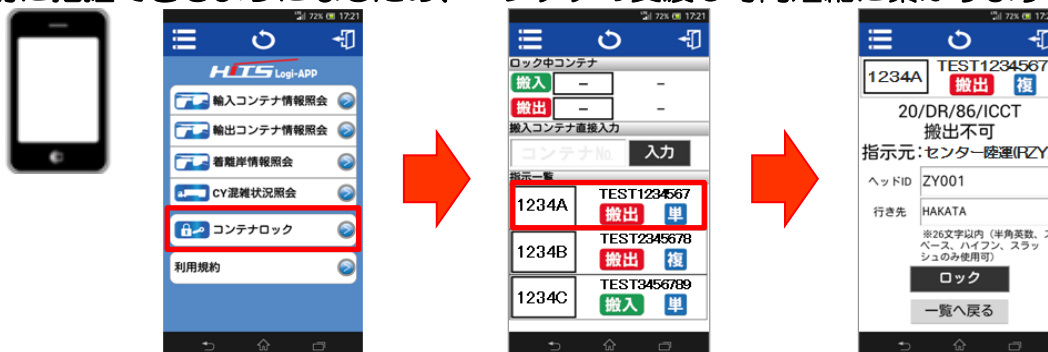 72% 17:21
HiTS Logi-APP
輸入コンテナ情報照会
輸出コンテナ情報照会
着離岸情報照会
CY混雑状況照会
コンテナロック
利用規約
72% 17:21
ロック中コンテナ
搬入 - -
搬出 - -
搬入コンテナ直接入力
コンテナNo. 入力
指示一覧
1234A TEST1234567
搬出 単
1234B TEST2345678
搬出 複
1234C TEST3456789
搬入 単
72% 17:2
1234A TEST1234567
搬出 複
20/DR/86/ICCT
搬出不可
指示元:センター陸運(RZY
ヘッドID ZY001
行き先 HAKATA
※26文字以内（半角英数、ス
ペース、ハイフン、スラッ
シュのみ使用可）
ロック
一覧へ戻る